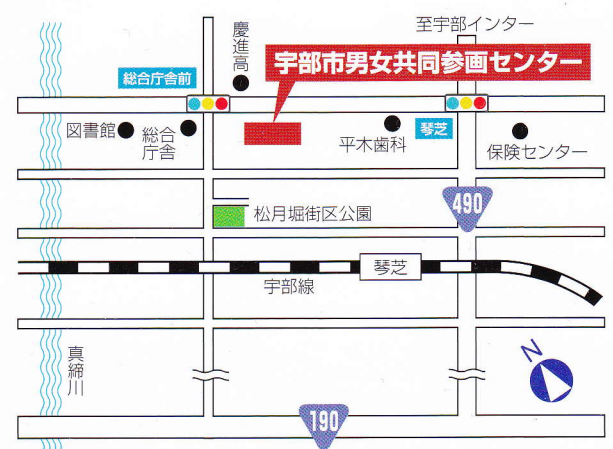 至宇部インター
慶進高
宇部市男女共同参画センター
総合庁舎前
図書館
総合
庁舎
平木歯科
琴芝
保険センター
490
松月堀街区公園
琴芝
宇部線
真締川
N
190